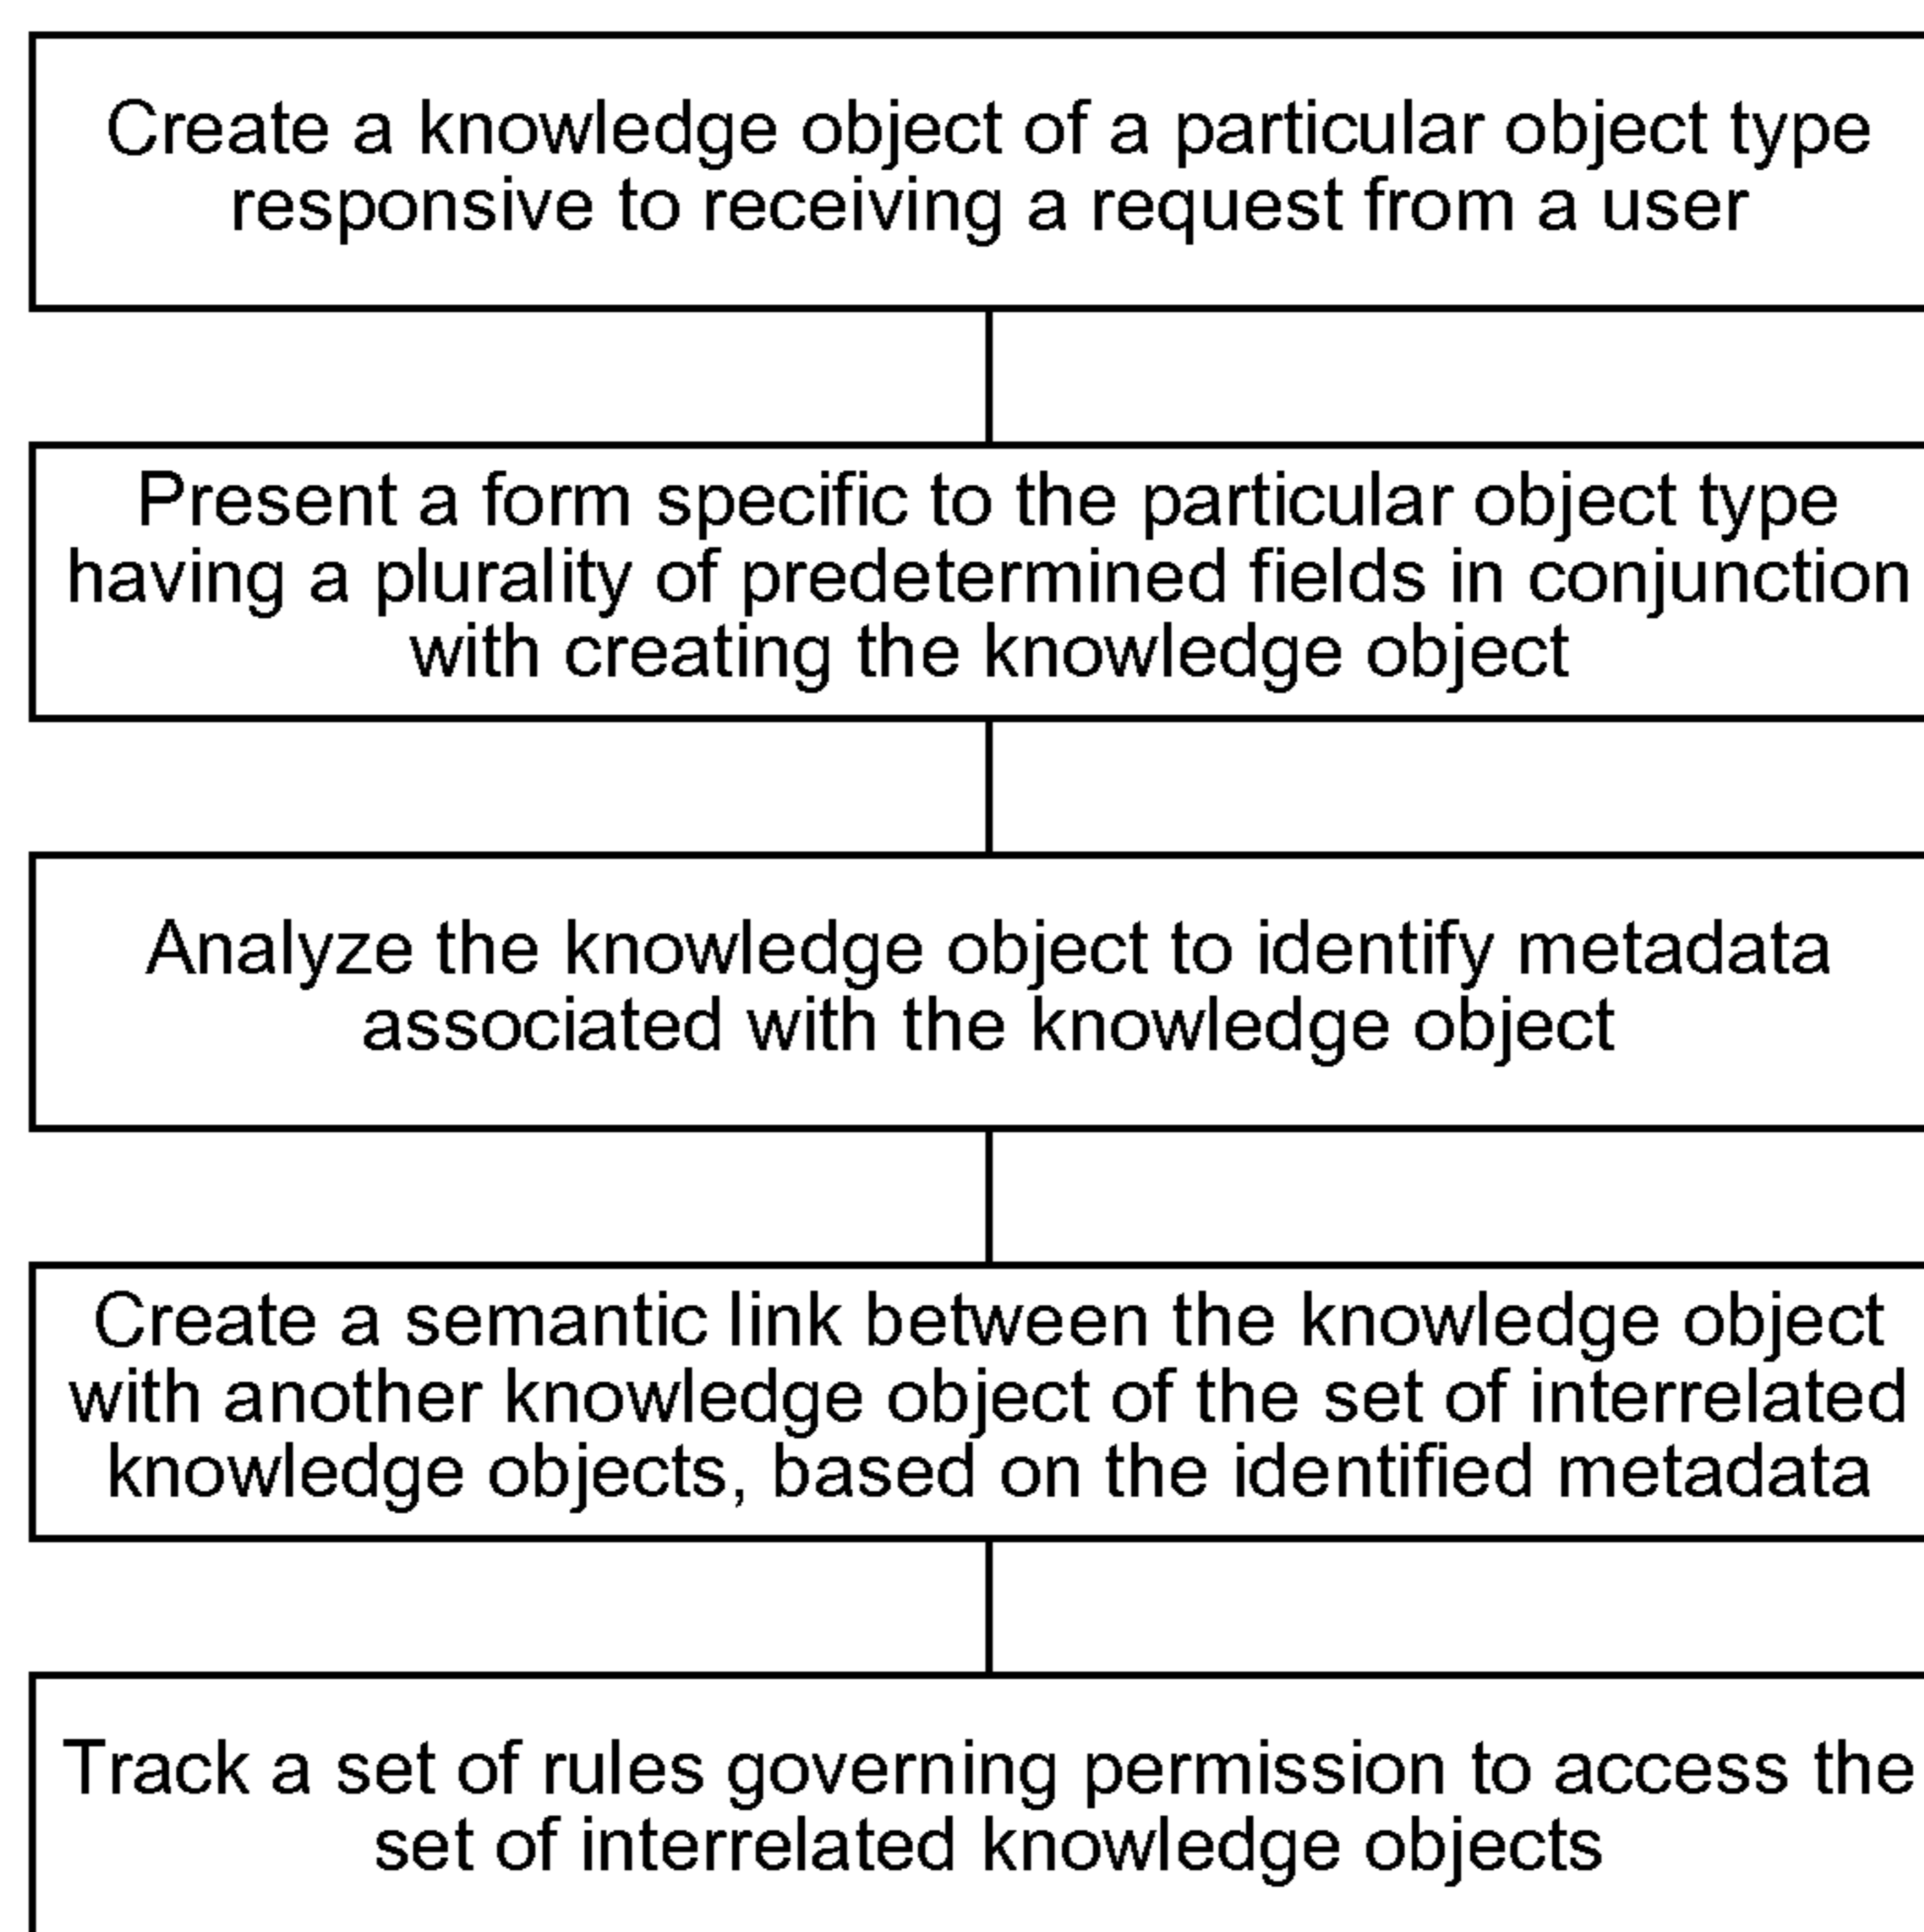 Create a knowledge object of a particular object type
responsive to receiving a request from a user
Present a form specific to the particular object type
having a plurality of predetermined fields in conjunction
with creating the knowledge object
Analyze the knowledge object to identify metadata
associated with the knowledge object
Create a semantic link between the knowledge object
with another knowledge object of the set of interrelated
knowledge objects, based on the identified metadata
Track a set of rules governing permission to access the
set of interrelated knowledge objects